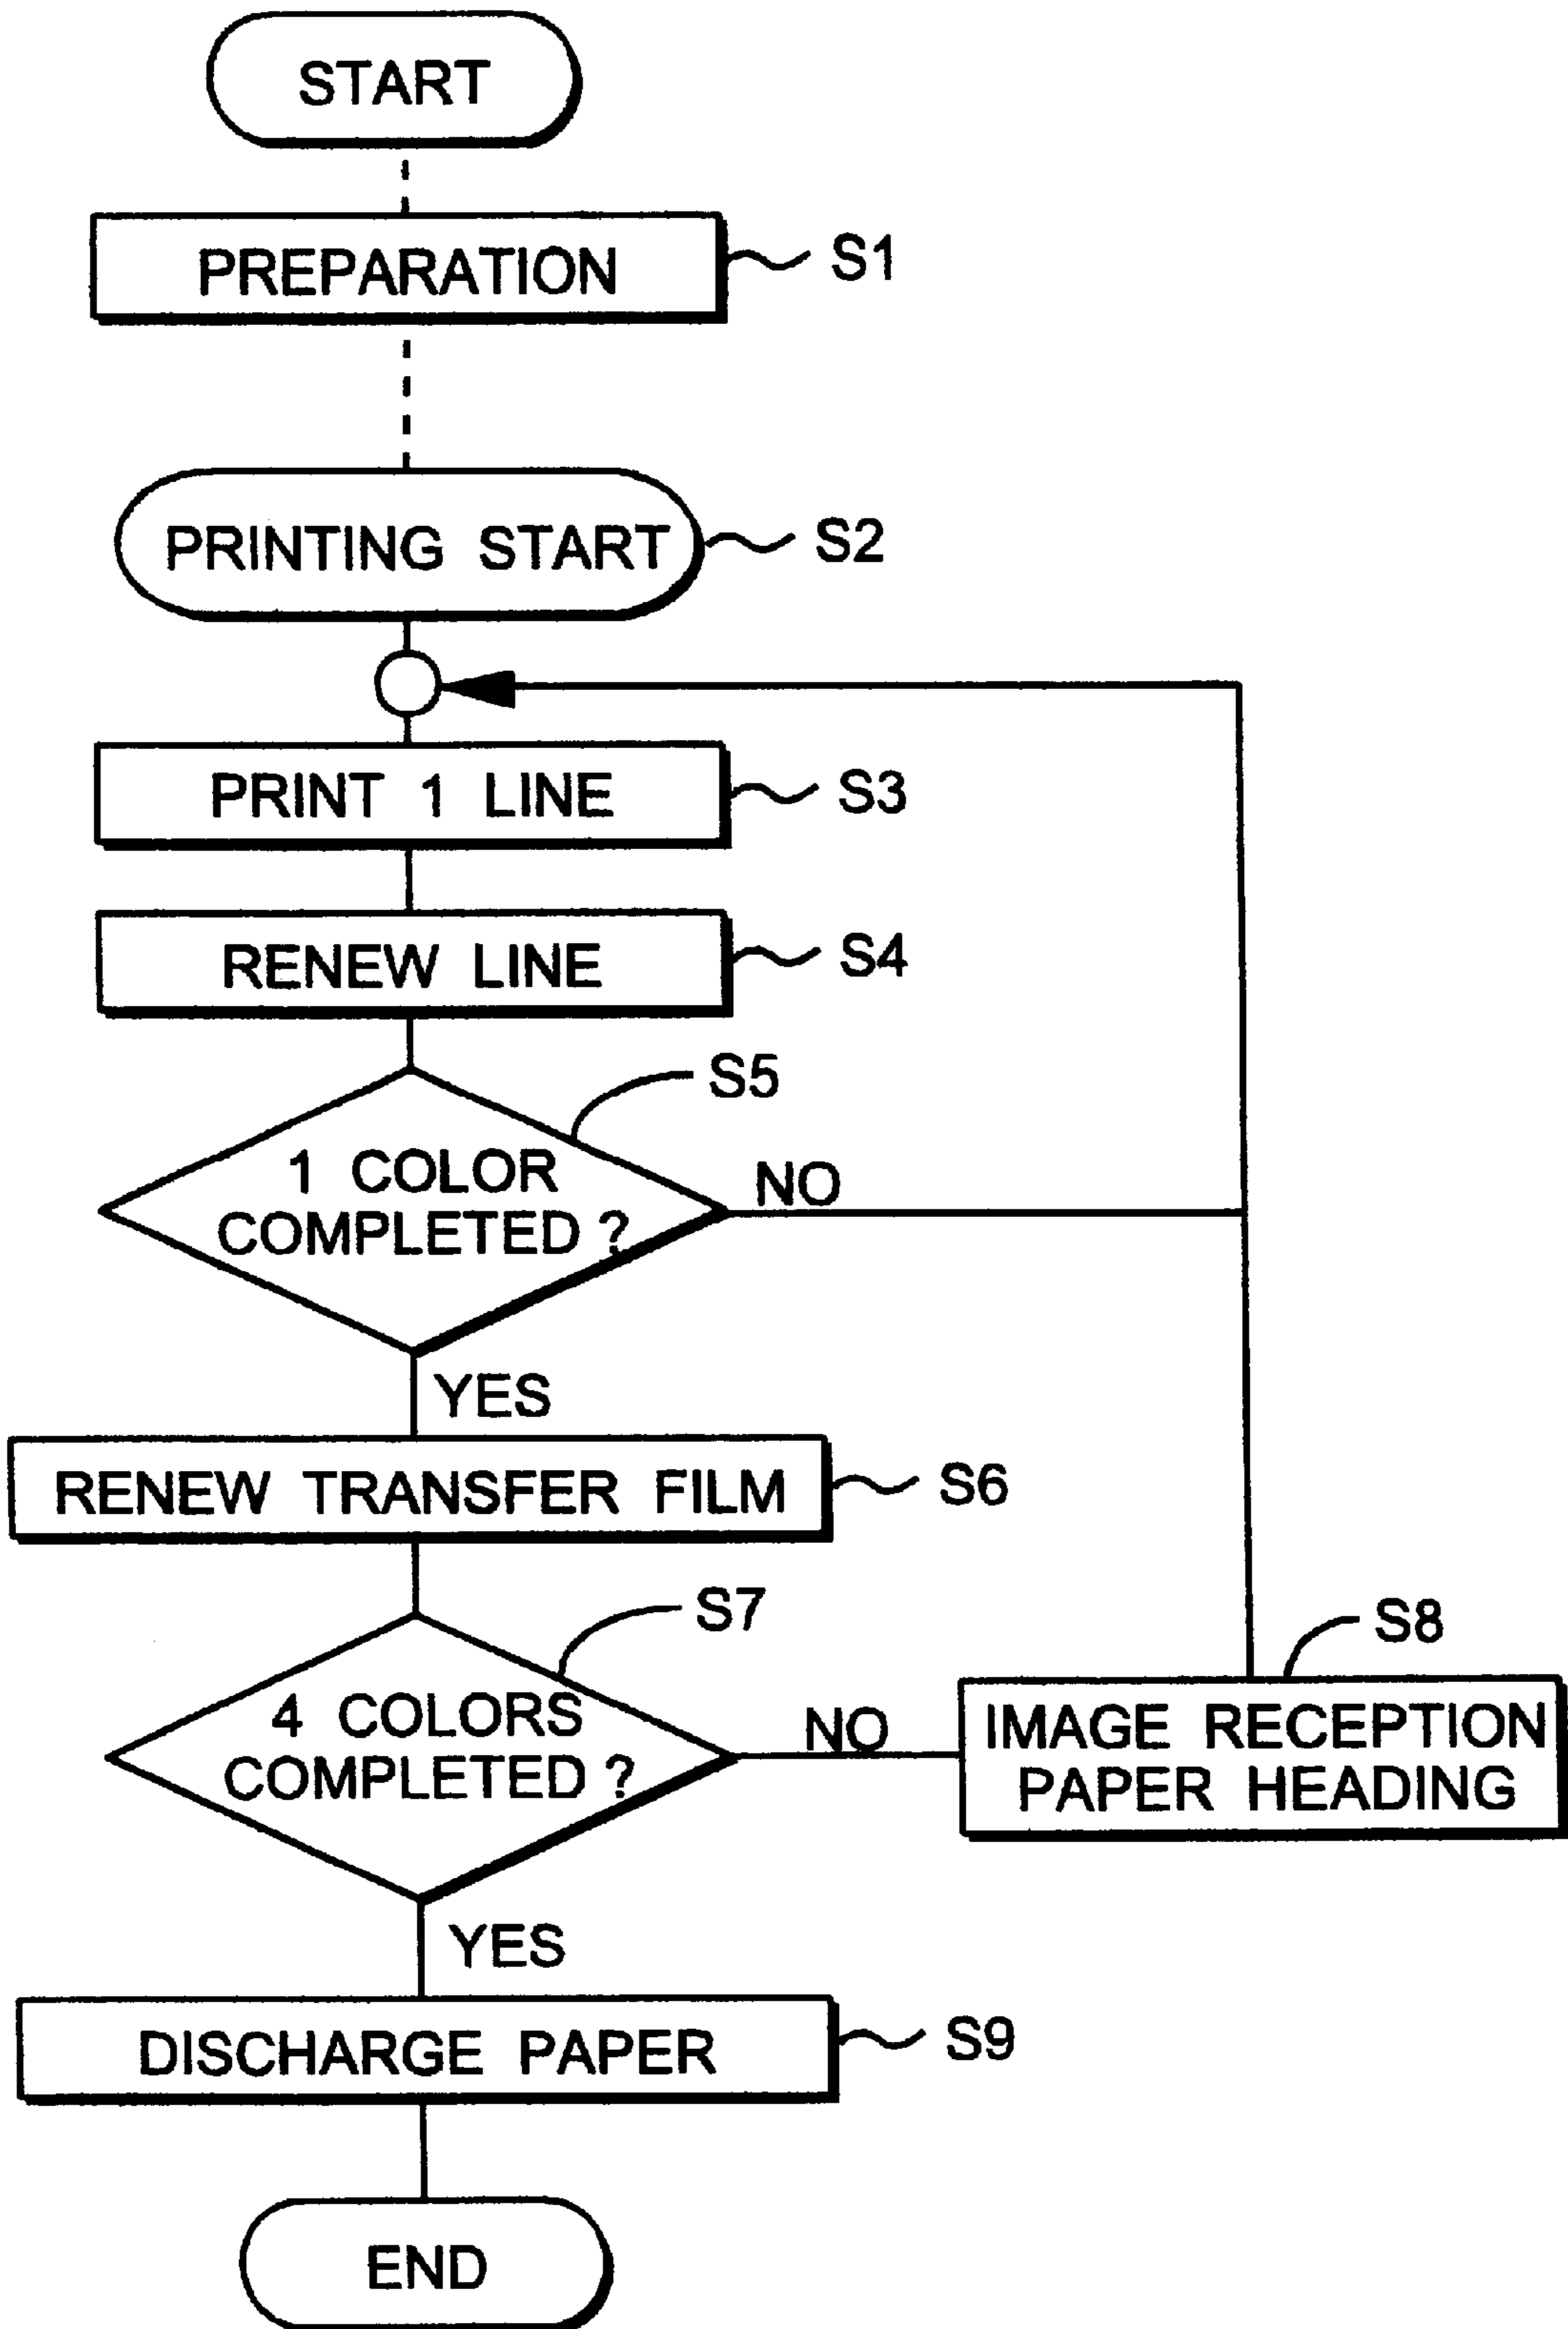 START
PREPARATION S1
PRINTING START S2
PRINT 1 LINE S3
RENEW LINE S4
S5
1 COLOR
COMPLETED ?
NO
YES
RENEW TRANSFER FILM S6
S7
4 COLORS
COMPLETED ?
NO
S8
IMAGE RECEPTION
PAPER HEADING
YES
DISCHARGE PAPER S9
END